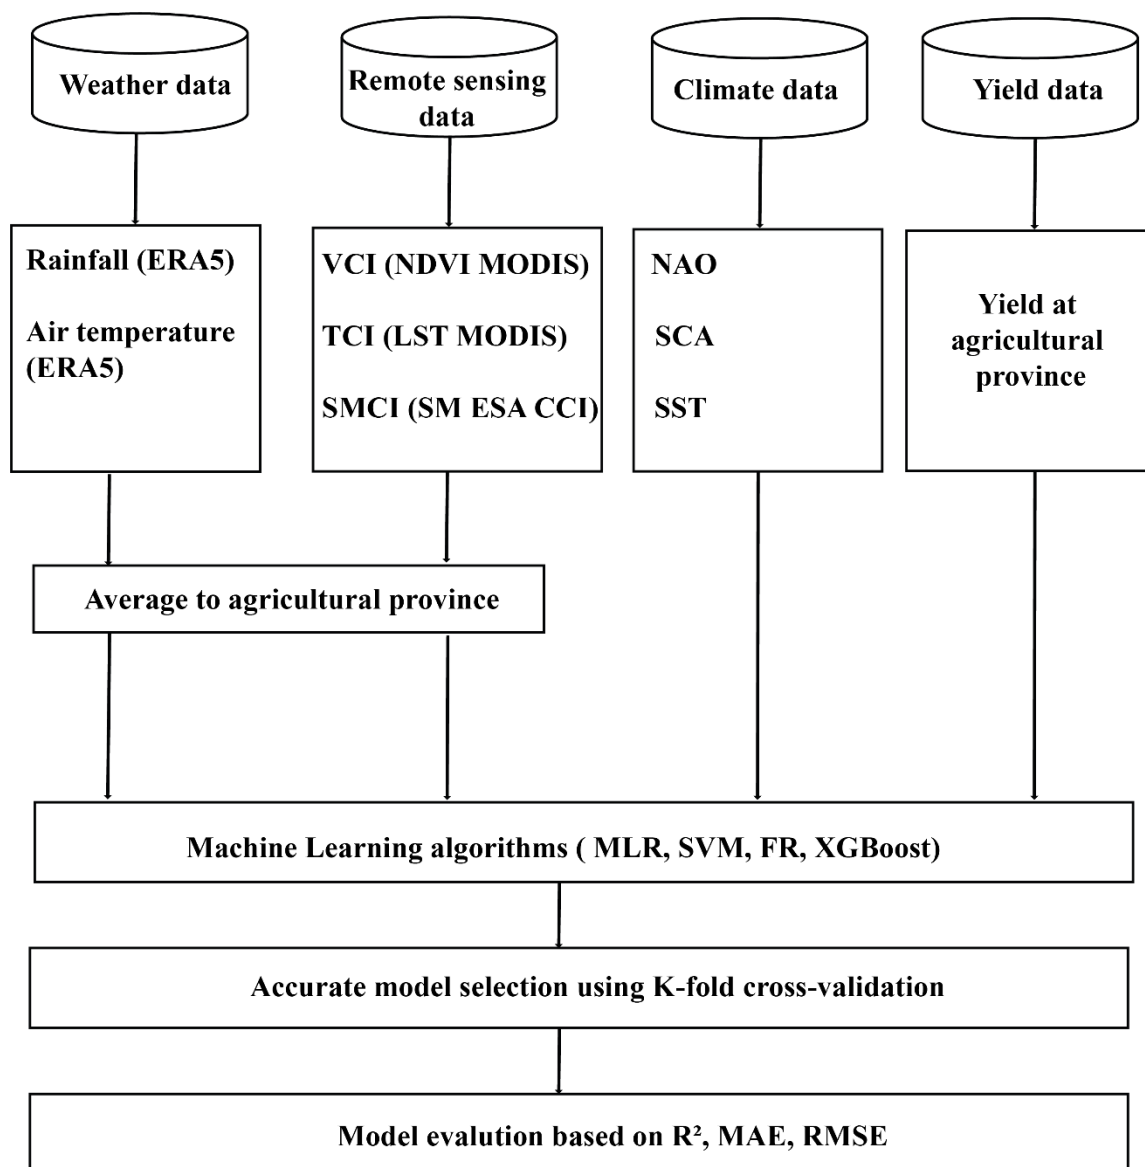 Weather data
Remote sensing
data
Climate data
Yield data
Rainfall (ERA5)
Air temperature
(ERA5)
VCI (NDVI MODIS)
TCI (LST MODIS)
SMCI (SM ESA CCI)
NAO
SCA
SST
Yield at
agricultural
province
Average to agricultural province
Machine Learning algorithms ( MLR, SVM, FR, XGBoost)
Accurate model selection using K-fold cross-validation
Model evalution based on R², MAE, RMSE